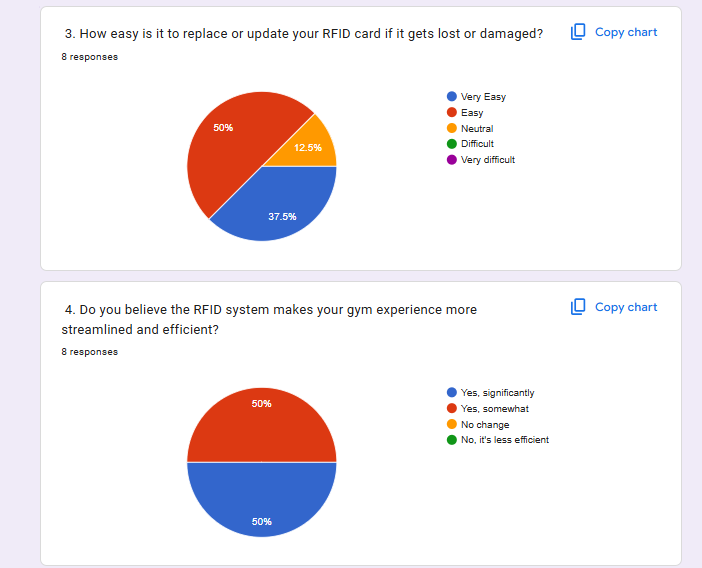 3. How easy is it to replace or update your RFID card if it gets lost or damaged?
Copy chart
8 responses
50%
12.5%
37.5%
Very Easy
Easy
Neutral
Difficult
Very difficult
4. Do you believe the RFID system makes your gym experience more
streamlined and efficient?
Copy chart
8 responses
50%
50%
Yes, significantly
Yes, somewhat
No change
No, it's less efficient